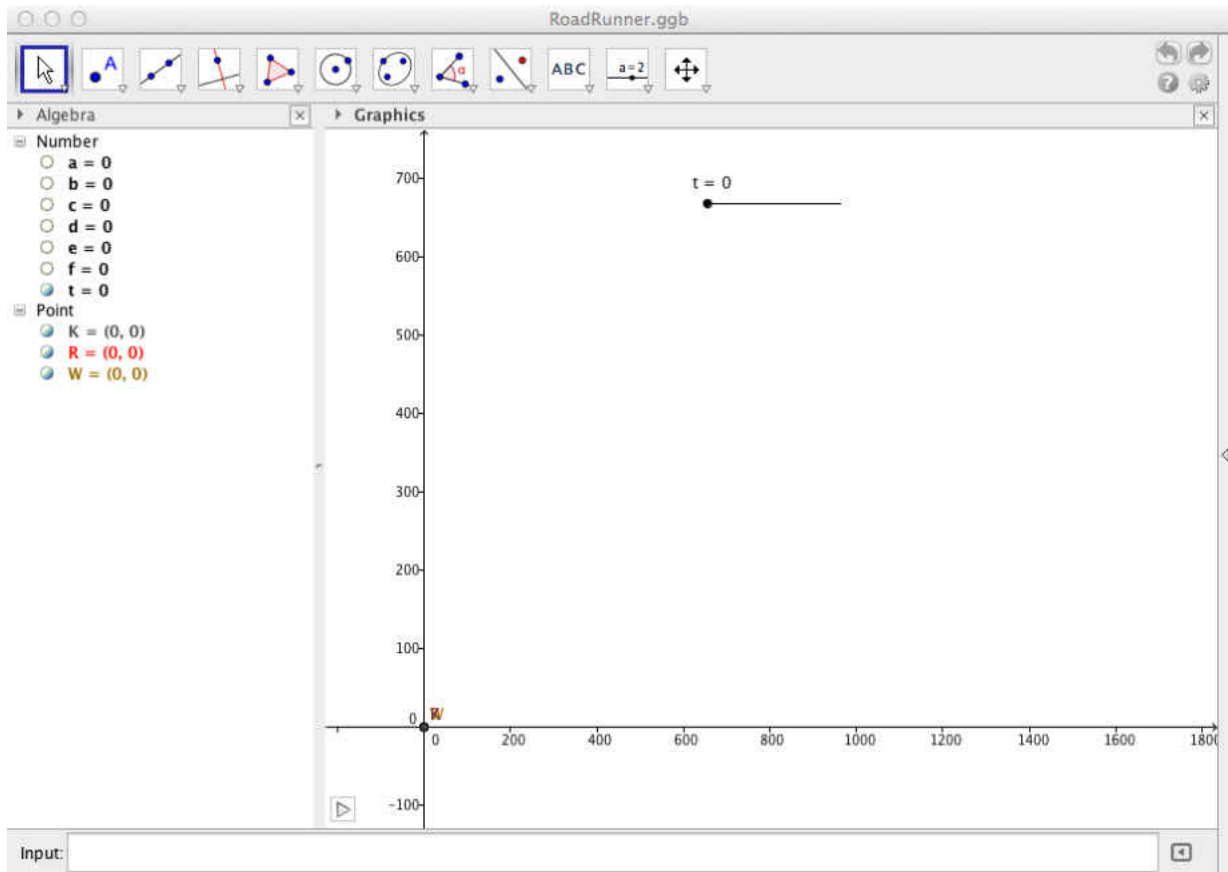 RoadRunner.ggb
A
α
ABC
a=2
Algebra
Graphics
Number
a = 0
b = 0
c = 0
d = 0
e = 0
f = 0
t = 0
Point
K = (0, 0)
R = (0, 0)
W = (0, 0)
t = 0
700
600
500
400
300
200
100
0
0 200 400 600 800 1000 1200 1400 1600 1800
-100
Input: